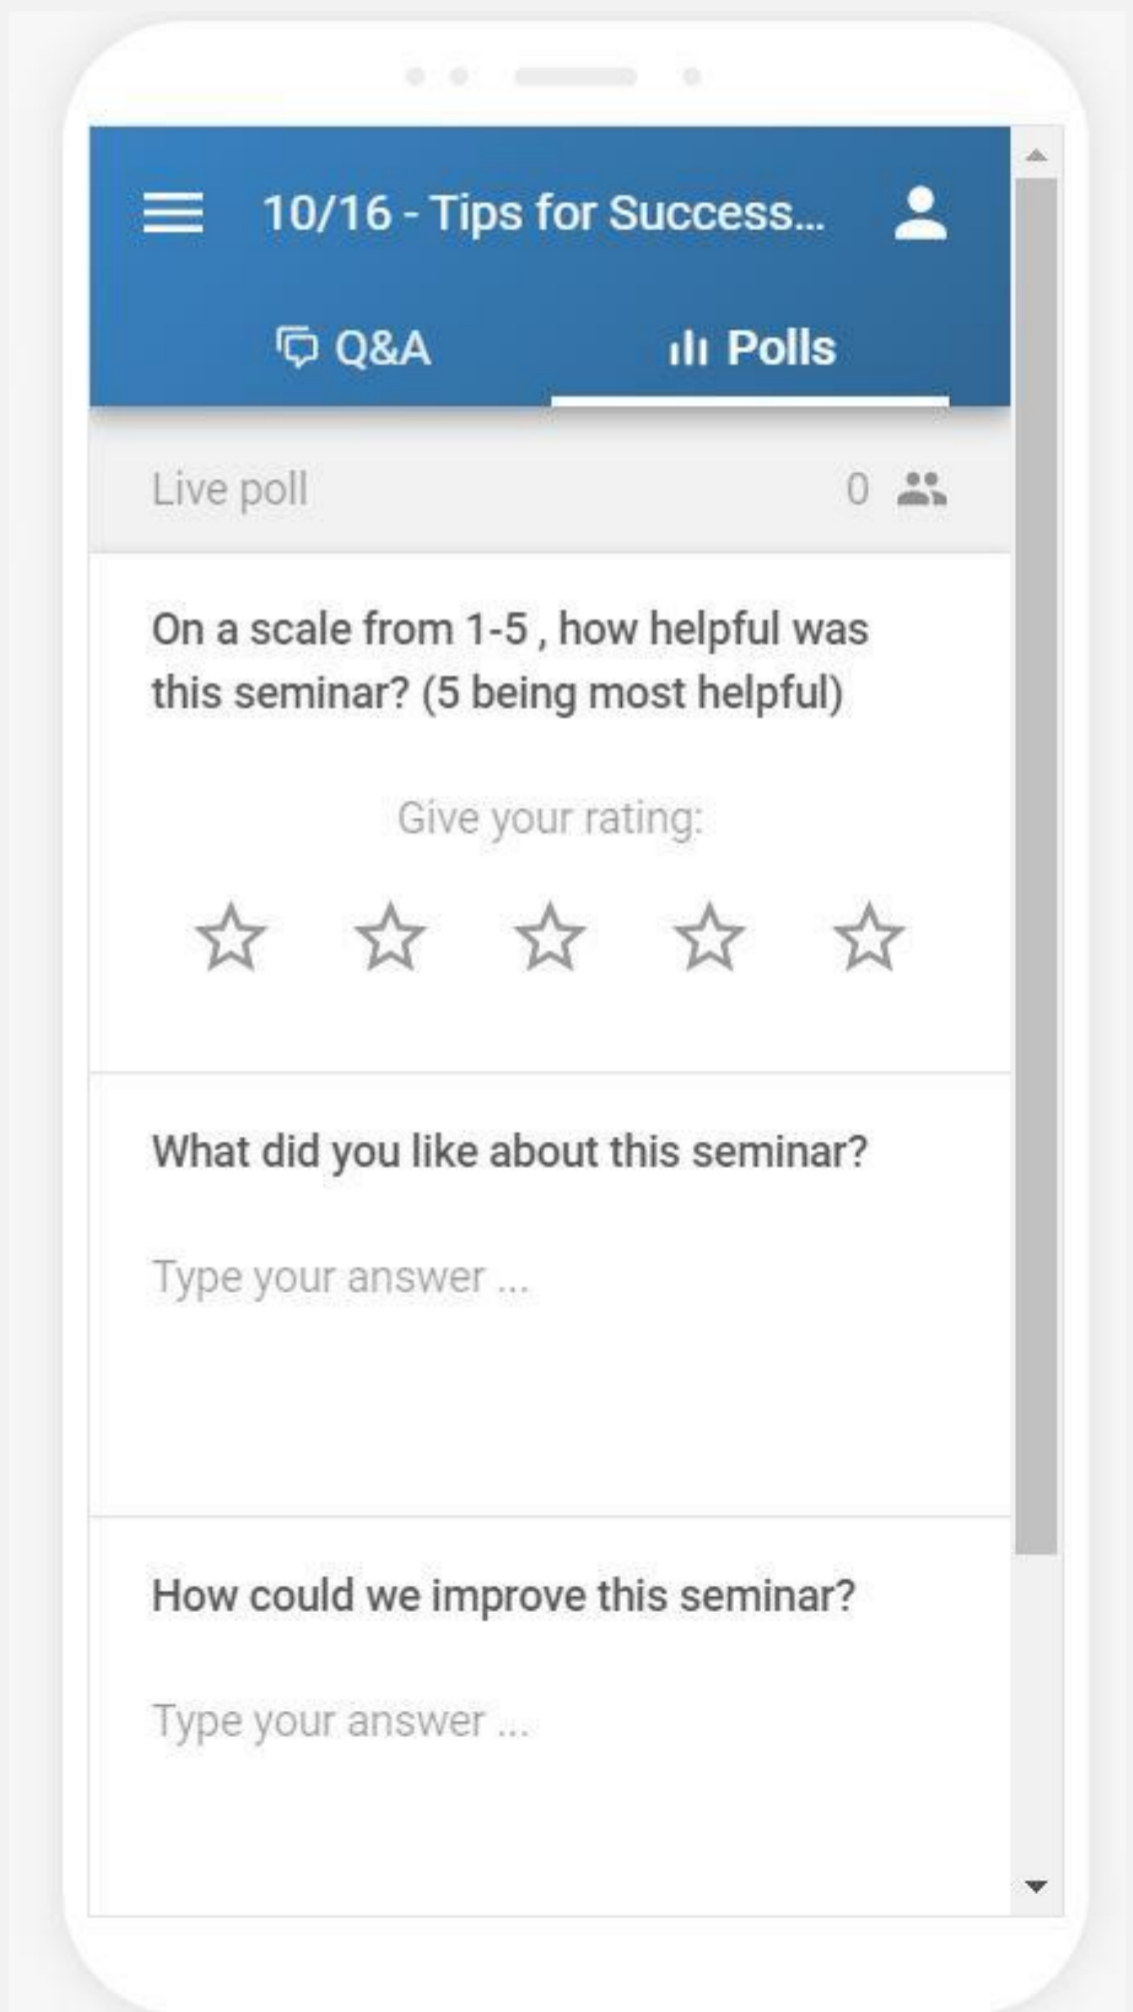 10/16 - Tips for Success...
Q&A
Polls
Live poll
0
On a scale from 1-5 , how helpful was
this seminar? (5 being most helpful)
Give your rating:
What did you like about this seminar?
Type your answer ...
How could we improve this seminar?
Type your answer ...